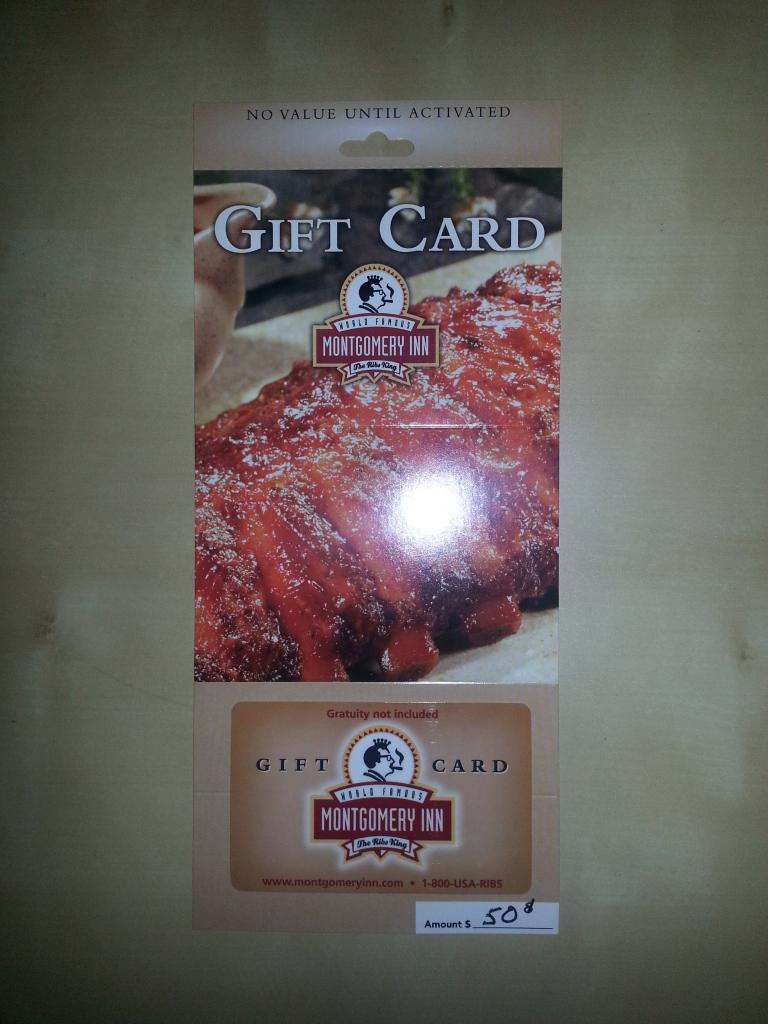 NO VALUE UNTIL ACTIVATED
GIFT CARD
WORLD FAMOUS
MONTGOMERY INN
The Ribs King
Gratuity not included
GIFT CARD
WORLD FAMOUS
MONTGOMERY INN
The Ribs King
www.montgomeryinn.com • 1-800-USA-RIBS
Amount $ 50